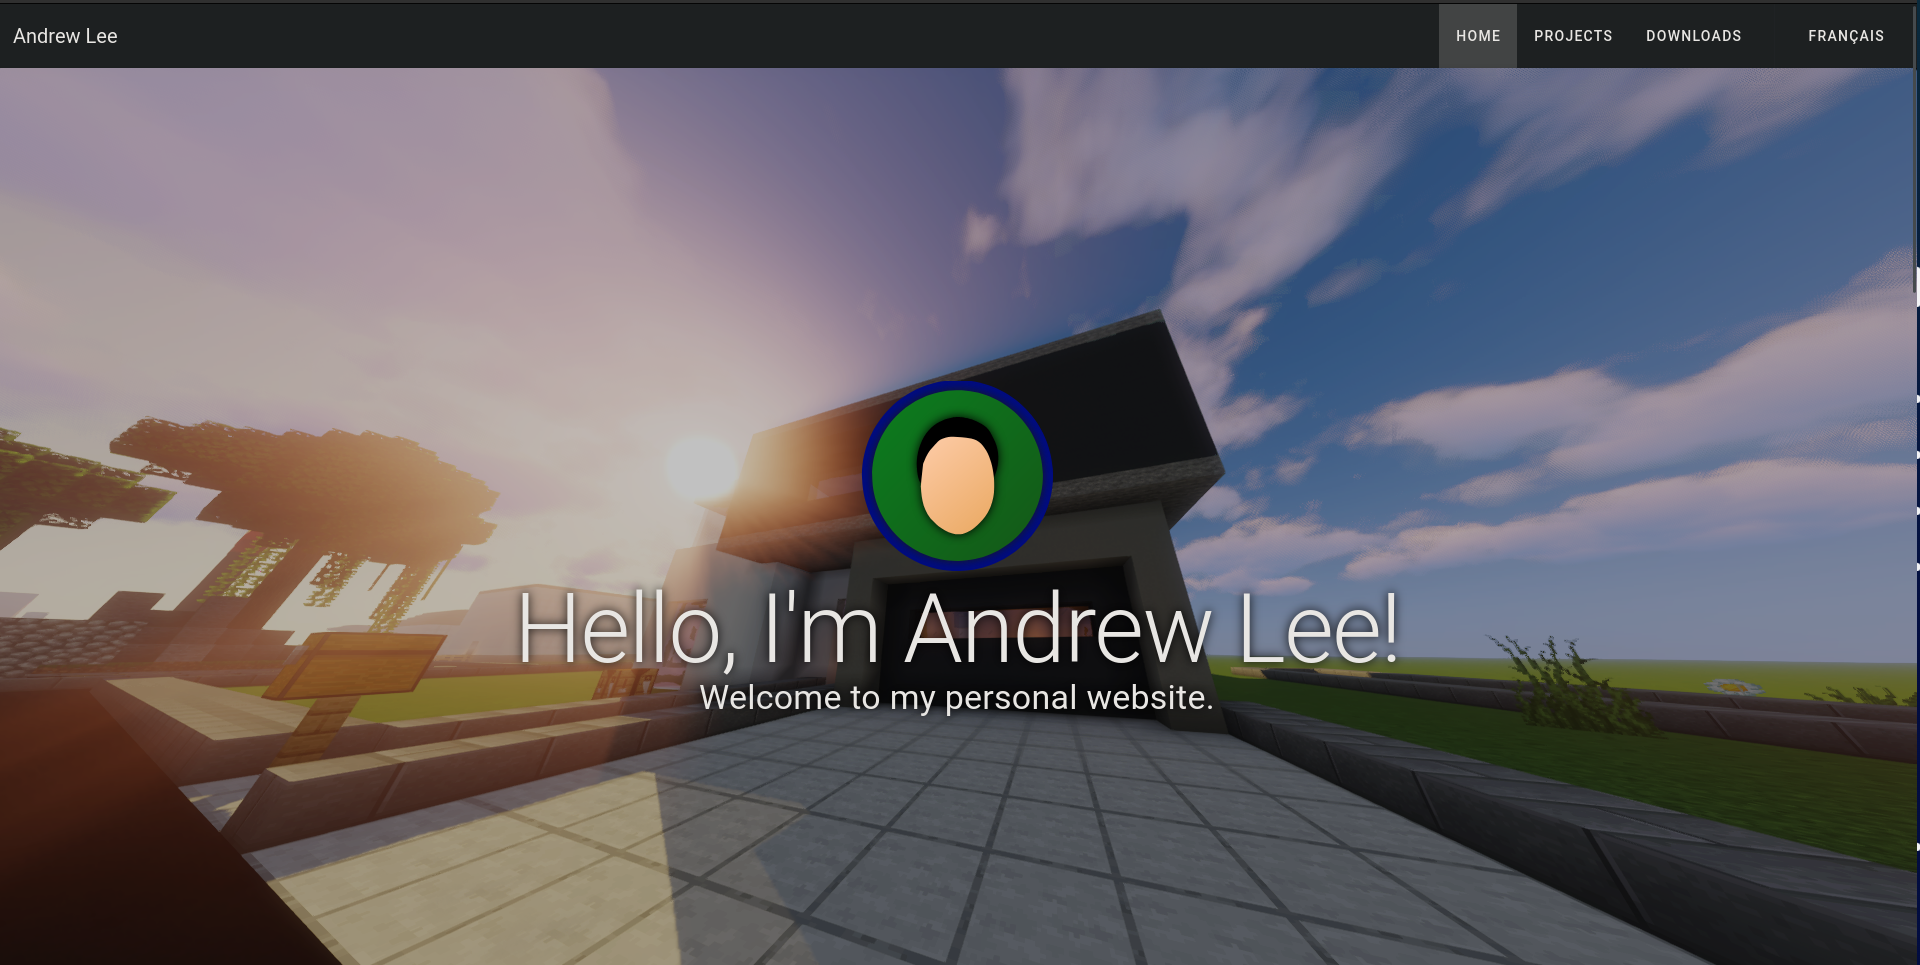 Andrew Lee
HOME PROJECTS DOWNLOADS FRANÇAIS
Hello, I'm Andrew Lee!
Welcome to my personal website.